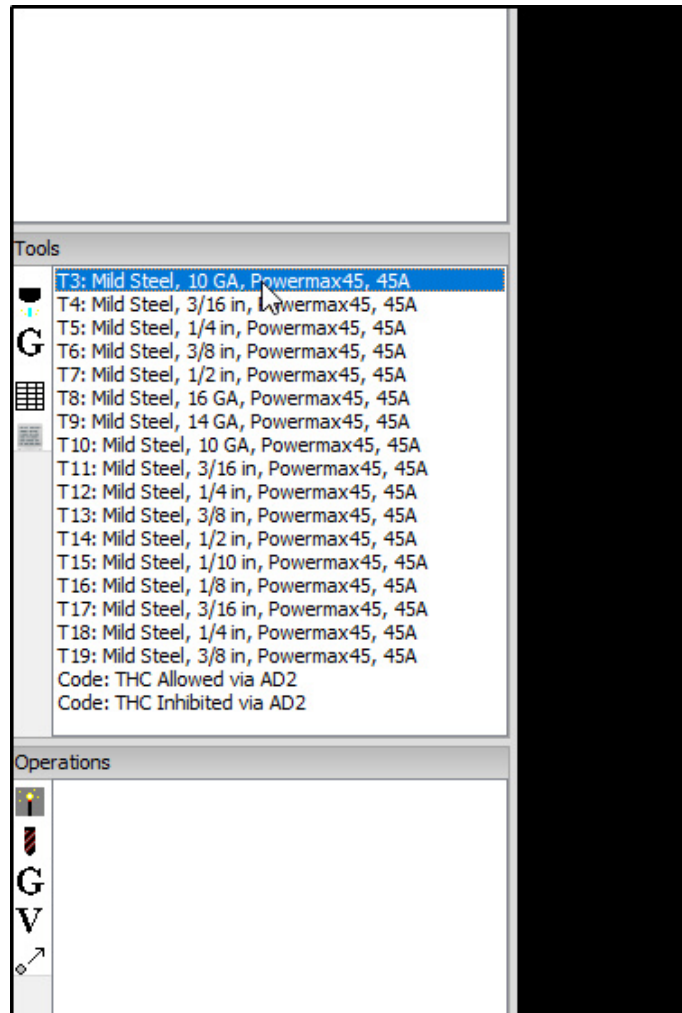 Tools
T3: Mild Steel, 10 GA, Powermax45, 45A
T4: Mild Steel, 3/16 in, Powermax45, 45A
T5: Mild Steel, 1/4 in, Powermax45, 45A
T6: Mild Steel, 3/8 in, Powermax45, 45A
T7: Mild Steel, 1/2 in, Powermax45, 45A
T8: Mild Steel, 16 GA, Powermax45, 45A
T9: Mild Steel, 14 GA, Powermax45, 45A
T10: Mild Steel, 10 GA, Powermax45, 45A
T11: Mild Steel, 3/16 in, Powermax45, 45A
T12: Mild Steel, 1/4 in, Powermax45, 45A
T13: Mild Steel, 3/8 in, Powermax45, 45A
T14: Mild Steel, 1/2 in, Powermax45, 45A
T15: Mild Steel, 1/10 in, Powermax45, 45A
T16: Mild Steel, 1/8 in, Powermax45, 45A
T17: Mild Steel, 3/16 in, Powermax45, 45A
T18: Mild Steel, 1/4 in, Powermax45, 45A
T19: Mild Steel, 3/8 in, Powermax45, 45A
Code: THC Allowed via AD2
Code: THC Inhibited via AD2
G
Operations
G
V